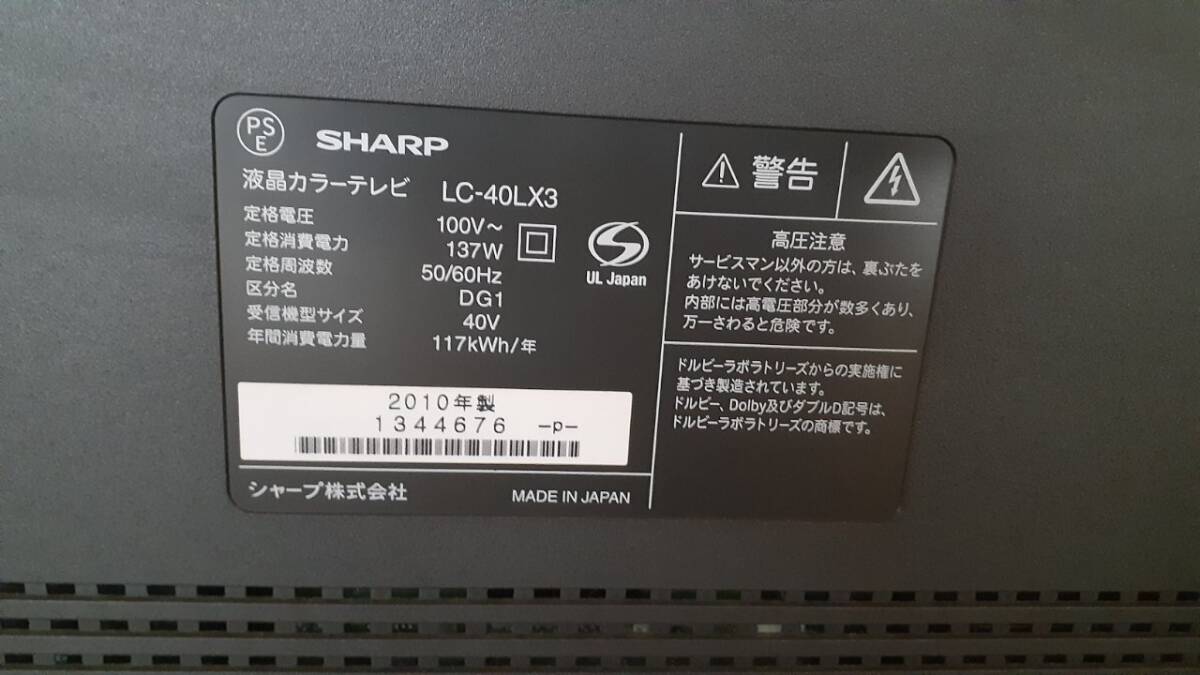 PS
E
SHARP
液晶カラーテレビ LC-40LX3
定格電圧 100V～
定格消費電力 137W
定格周波数 50/60Hz
区分名 DG1
受信機型サイズ 40V
年間消費電力量 117kWh/年
UL Japan
2010年製
1344676 -p-
シャープ株式会社 MADE IN JAPAN
警告
高圧注意
サービスマン以外の方は、裏ぶたを
あけないでください。
内部には高電圧部分が数多くあり、
万一さわると危険です。
ドルビーラボラトリーズからの実施権に
基づき製造されています。
ドルビー、Dolby及びダブルD記号は、
ドルビーラボラトリーズの商標です。